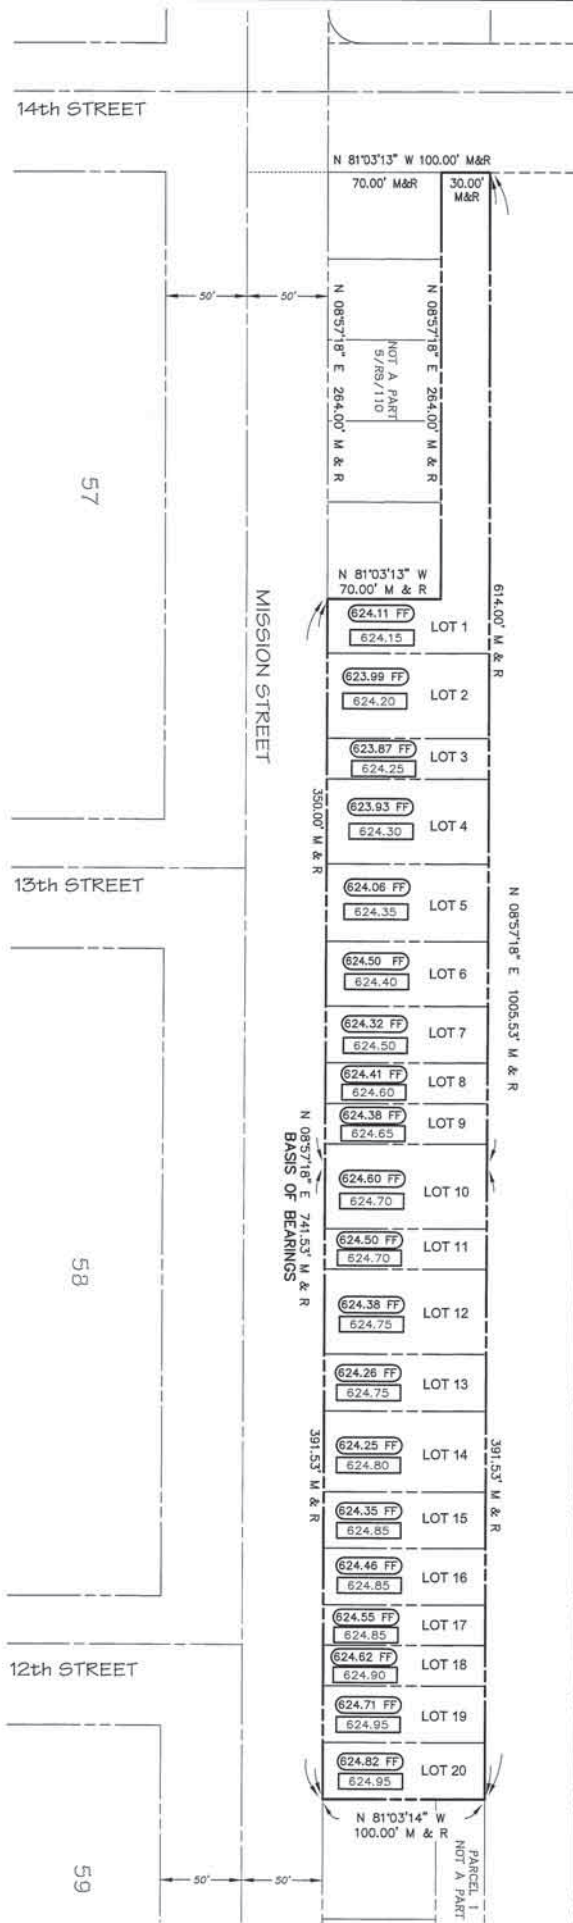 14th STREET
N 81°03'13" W 100.00' M&R
70.00' M&R
30.00'
M&R
50'
50'
N 08°57'18" E 264.00' M & R
NOT A PART
5/RS/110
N 08°57'18" E 264.00' M & R
57
N 81°03'13" W
70.00' M & R
614.00' M & R
MISSION STREET
624.11 FF
624.15
LOT 1
623.99 FF
624.20
LOT 2
623.87 FF
624.25
LOT 3
350.00' M & R
623.93 FF
624.30
LOT 4
13th STREET
624.06 FF
624.35
LOT 5
N 08°57'18" E 1005.53' M & R
624.50 FF
624.40
LOT 6
624.32 FF
624.50
LOT 7
624.41 FF
624.60
LOT 8
624.38 FF
624.65
LOT 9
N 08°57'18" E 741.53' M & R
BASIS OF BEARINGS
624.60 FF
624.70
LOT 10
624.50 FF
624.70
LOT 11
58
624.38 FF
624.75
LOT 12
624.26 FF
624.75
LOT 13
391.53' M & R
624.25 FF
624.80
LOT 14
391.53' M & R
624.35 FF
624.85
LOT 15
624.46 FF
624.85
LOT 16
624.55 FF
624.85
LOT 17
12th STREET
624.62 FF
624.90
LOT 18
624.71 FF
624.95
LOT 19
624.82 FF
624.95
LOT 20
N 81°03'14" W
100.00' M & R
PARCEL 1
NOT A PART
59
50'
50'